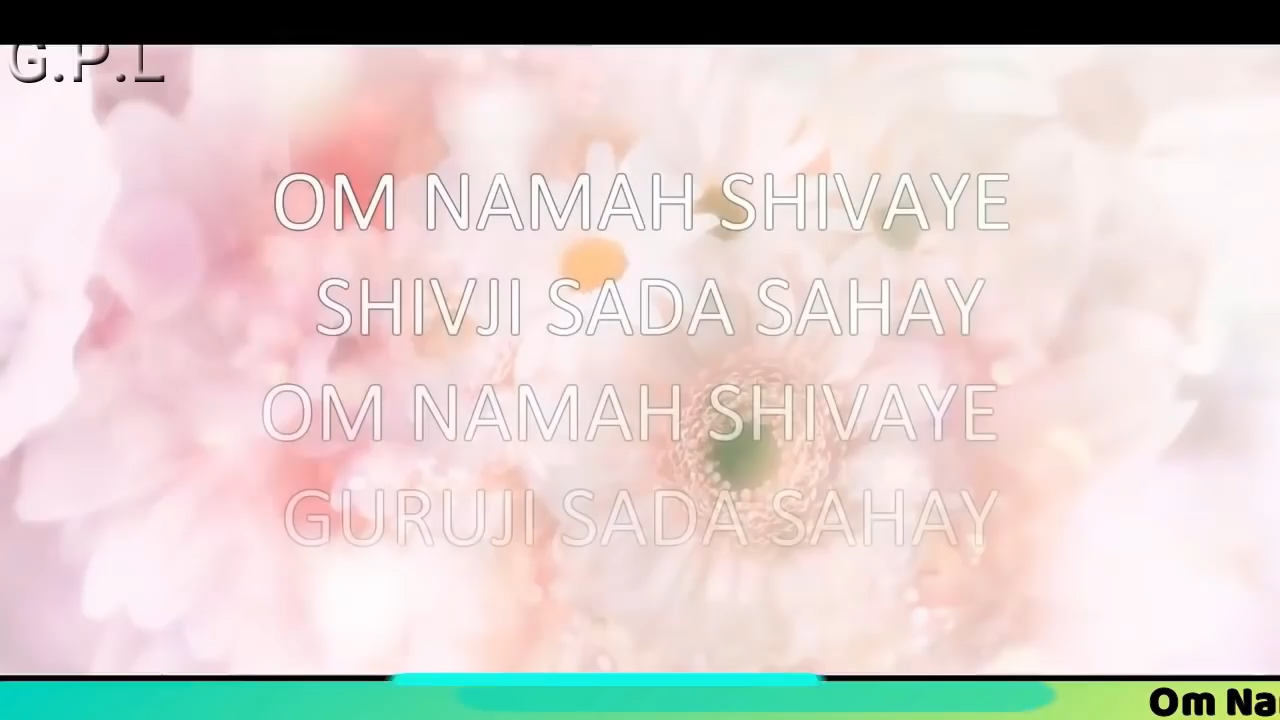 G.P.L
OM NAMAH SHIVAYE
SHIVJI SADA SAHAY
OM NAMAH SHIVAYE
GURUJI SADA SAHAY
Om Na